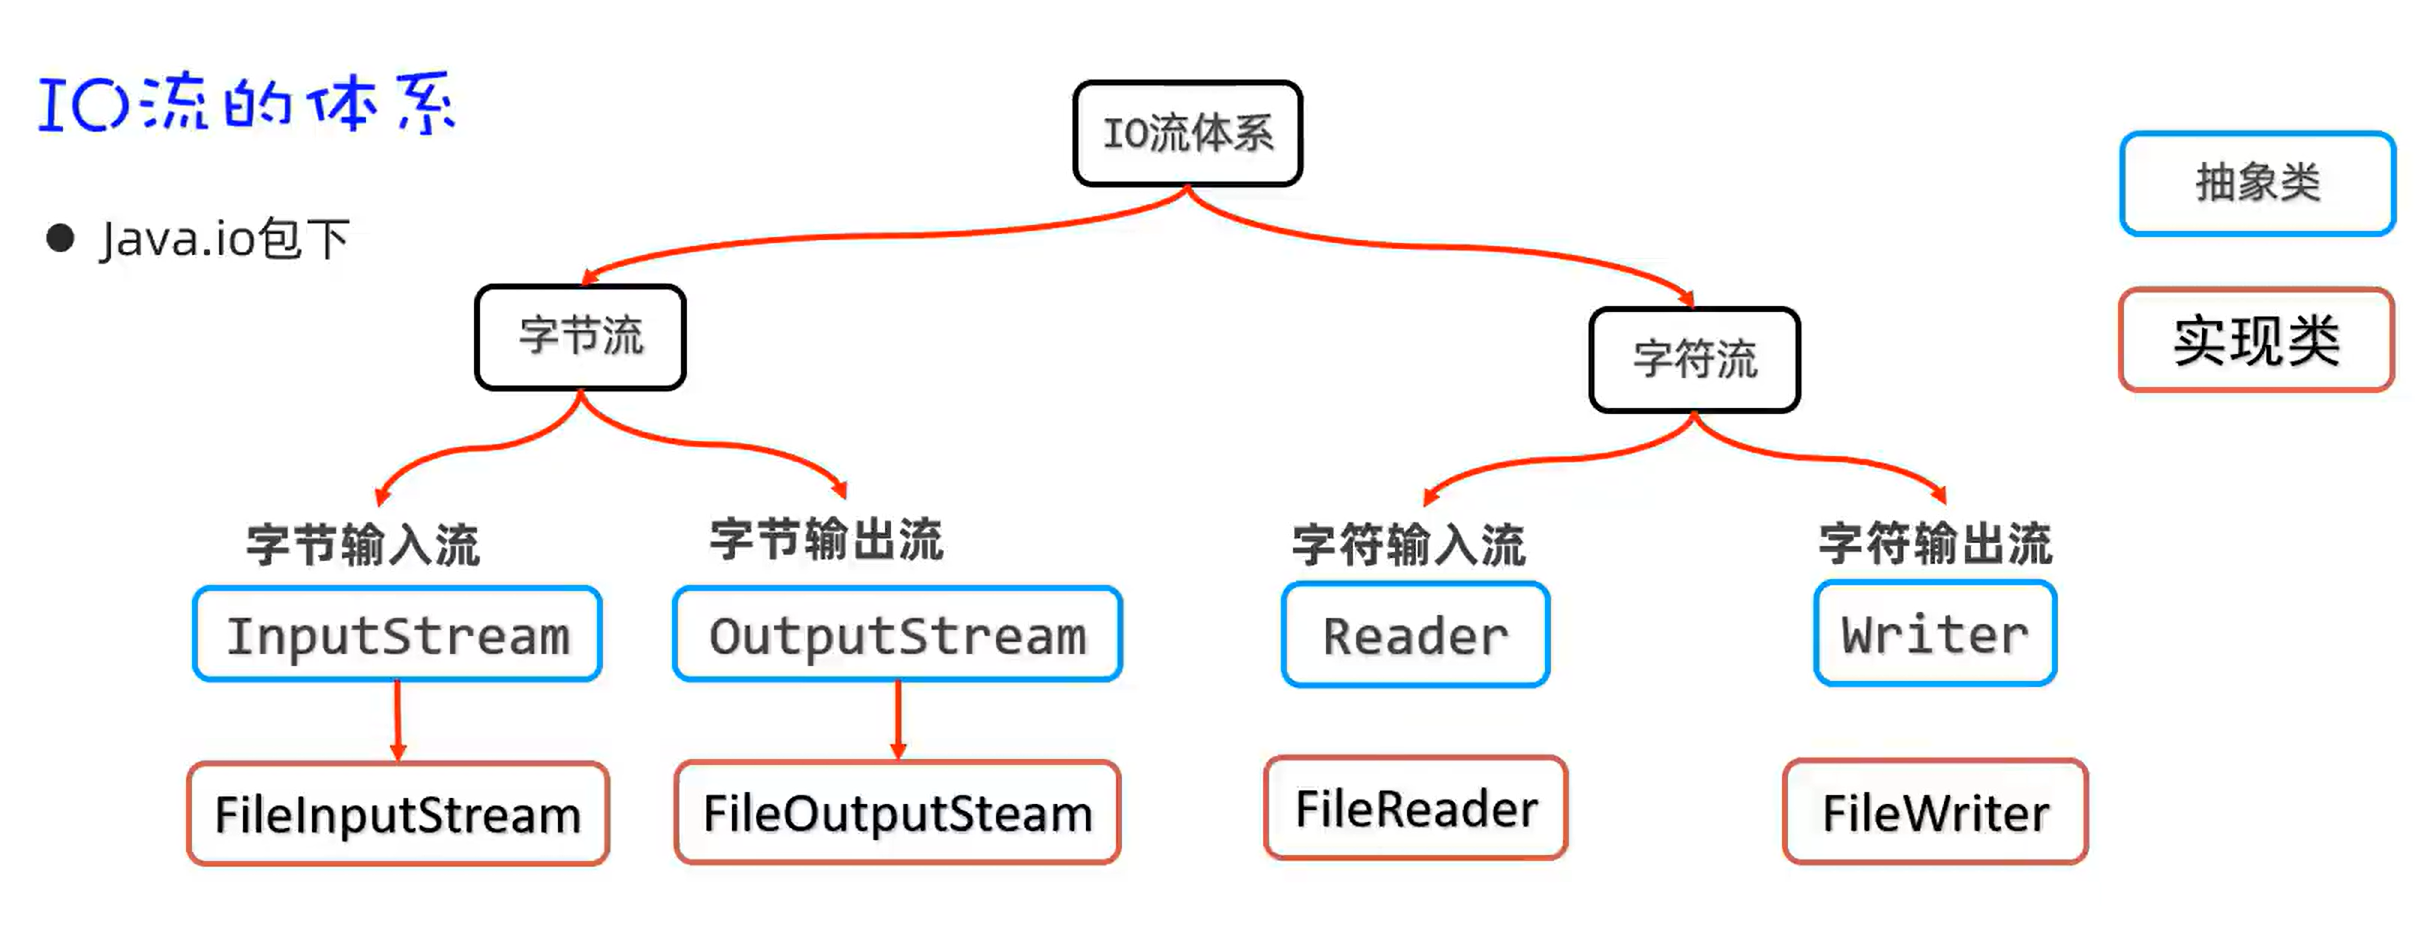 IO流的体系
Java.io包下
IO流体系
抽象类
实现类
字节流
字符流
字节输入流
字节输出流
字符输入流
字符输出流
InputStream
OutputStream
Reader
Writer
FileInputStream
FileOutputSteam
FileReader
FileWriter